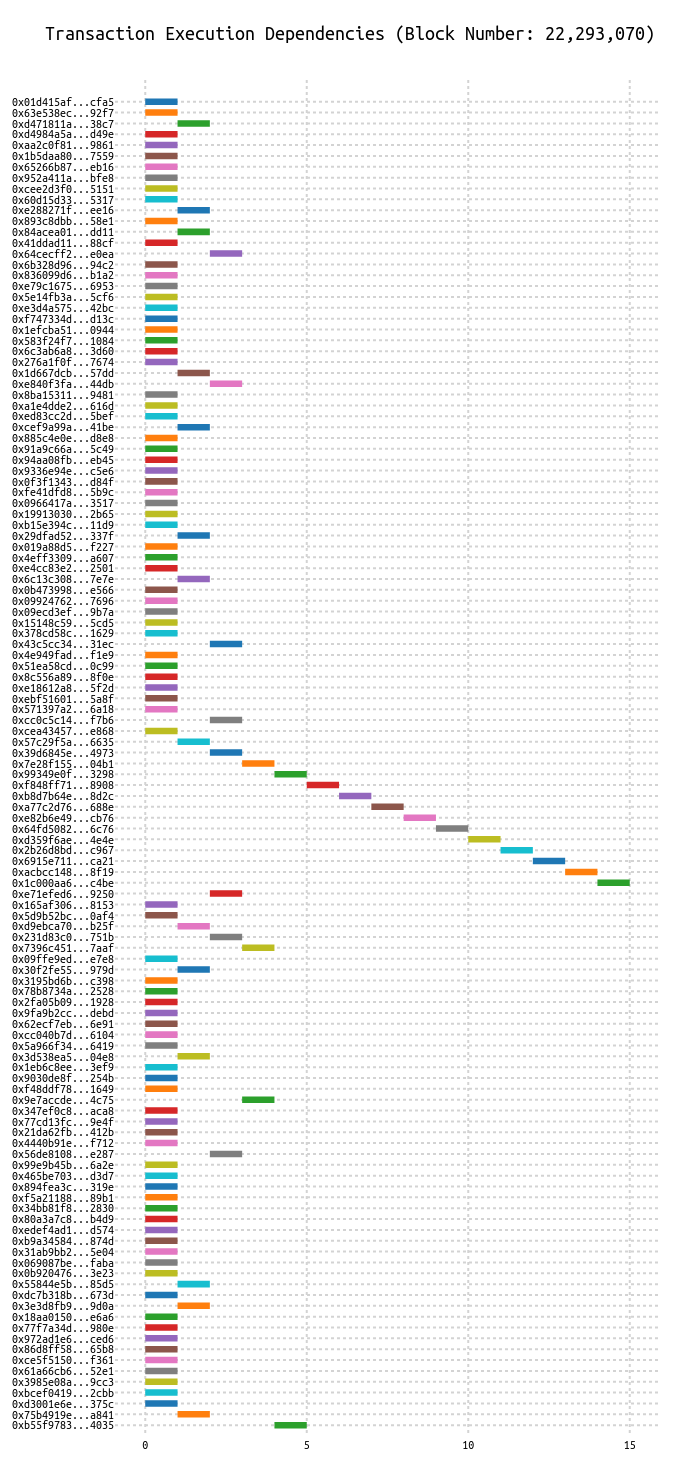 Transaction Execution Dependencies (Block Number: 22,293,070)
0x01d415af...cfa5
0x63e538ec...92f7
0xd471811a...38c7
0xd4984a5a...d49e
0xaa2c0f81...9861
0x1b5daa80...7559
0x65266b87...eb16
0x952a411a...bfe8
0xcee2d3f0...5151
0x60d15d33...5317
0xe288271f...ee16
0x893c8dbb...58e1
0x84acea01...dd11
0x41ddad11...88cf
0x64cecff2...e0ea
0x6b328d96...94c2
0x836099d6...b1a2
0xe79c1675...6953
0x5e14fb3a...5cf6
0xe3d4a575...42bc
0xf747334d...d13c
0x1efcba51...0944
0x583f24f7...1084
0x6c3ab6a8...3d60
0x276a1f0f...7674
0x1d667dcb...57dd
0xe840f3fa...44db
0x8ba15311...9481
0xa1e4dde2...616d
0xed83cc2d...5bef
0xcef9a99a...41be
0x885c4e0e...d8e8
0x91a9c66a...5c49
0x94aa08fb...eb45
0x9336e94e...c5e6
0x0f3f1343...d84f
0xfe41dfd8...5b9c
0x0966417a...3517
0x19913030...2b65
0xb15e394c...11d9
0x29dfad52...337f
0x019a88d5...f227
0x4eff3309...a607
0xe4cc83e2...2501
0x6c13c308...7e7e
0x0b473998...e566
0x09924762...7696
0x09ecd3ef...9b7a
0x15148c59...5cd5
0x378cd58c...1629
0x43c5cc34...31ec
0x4e949fad...f1e9
0x51ea58cd...0c99
0x8c556a89...8f0e
0xe18612a8...5f2d
0xebf51601...5a8f
0x571397a2...6a18
0xcc0c5c14...f7b6
0xcea43457...e868
0x57c29f5a...6635
0x39d6845e...4973
0x7e28f155...04b1
0x99349e0f...3298
0xf848ff71...8908
0xb8d7b64e...8d2c
0xa77c2d76...688e
0xe82b6e49...cb76
0x64fd5082...6c76
0xd359f6ae...4e4e
0x2b26d8bd...c967
0x6915e711...ca21
0xacbcc148...8f19
0x1c000aa6...c4be
0xe71efed6...9250
0x165af306...8153
0x5d9b52bc...0af4
0xd9ebca70...b25f
0x231d83c0...751b
0x7396c451...7aaf
0x09ffe9ed...e7e8
0x30f2fe55...979d
0x3195bd6b...c398
0x78b8734a...2528
0x2fa05b09...1928
0x9fa9b2cc...debd
0x62ecf7eb...6e91
0xcc040b7d...6104
0x5a966f34...6419
0x3d538ea5...04e8
0x1eb6c8ee...3ef9
0x9030de8f...254b
0xf48ddf78...1649
0x9e7accde...4c75
0x347ef0c8...aca8
0x77cd13fc...9e4f
0x21da62fb...412b
0x4440b91e...f712
0x56de8108...e287
0x99e9b45b...6a2e
0x465be703...d3d7
0x894fea3c...319e
0xf5a21188...89b1
0x34bb81f8...2830
0x80a3a7c8...b4d9
0xedef4ad1...d574
0xb9a34584...874d
0x31ab9bb2...5e04
0x069087be...faba
0x0b920476...3e23
0x55844e5b...85d5
0xdc7b318b...673d
0x3e3d8fb9...9d0a
0x18aa0150...e6a6
0x77f7a34d...980e
0x972ad1e6...ced6
0x86d8ff58...65b8
0xce5f5150...f361
0x61a66cb6...52e1
0x3985e08a...9cc3
0xbcef0419...2cbb
0xd3001e6e...375c
0x75b4919e...a841
0xb55f9783...4035
0 5 10 15